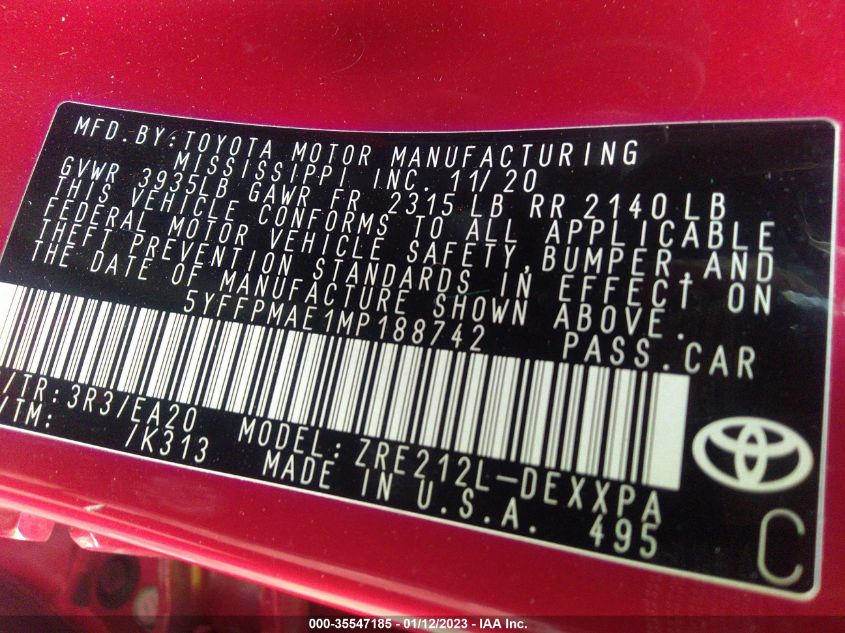 MFD.BY:TOYOTA MOTOR MANUFACTURING
MISSISSIPPI INC. 11/20
GVWR 3935LB GAWR FR 2315LB RR 2140LB
THIS VEHICLE CONFORMS TO ALL APPLICABLE
FEDERAL MOTOR VEHICLE SAFETY,BUMPER,AND
THEFT PREVENTION STANDARDS IN EFFECT ON
THE DATE OF MANUFACTURE SHOWN ABOVE.
5YFFPMAE1MP188742 PASS.CAR
/TR:3R3/EA20 MODEL:ZRE212L-DEXXPA
/TM: /K313 MADE IN U.S.A. 495
C
000-35547185 - 01/12/2023 - IAA Inc.